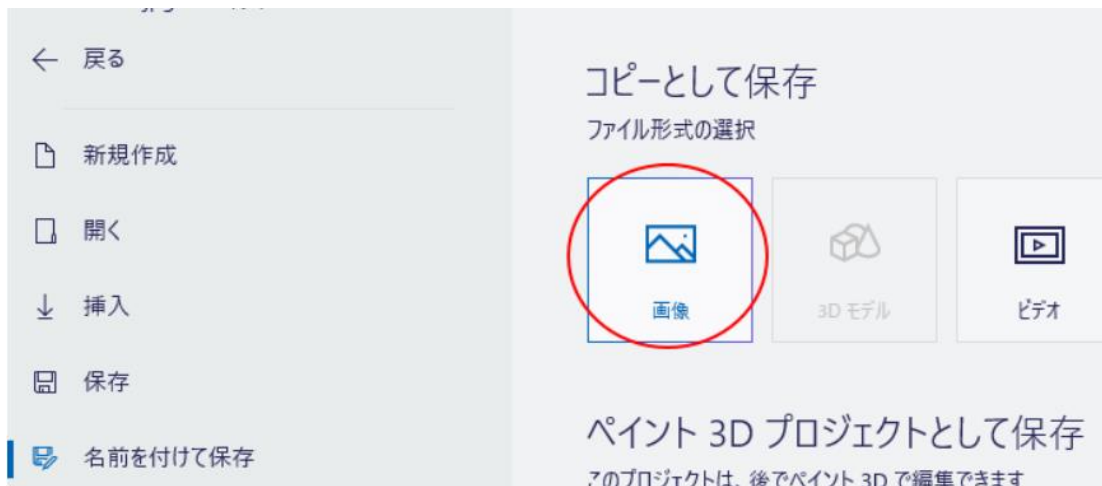 戻る
新規作成
開く
挿入
保存
名前を付けて保存
コピーとして保存
ファイル形式の選択
画像
3D モデル
ビデオ
ペイント 3D プロジェクトとして保存
このプロジェクトは、後でペイント 3D で編集できます